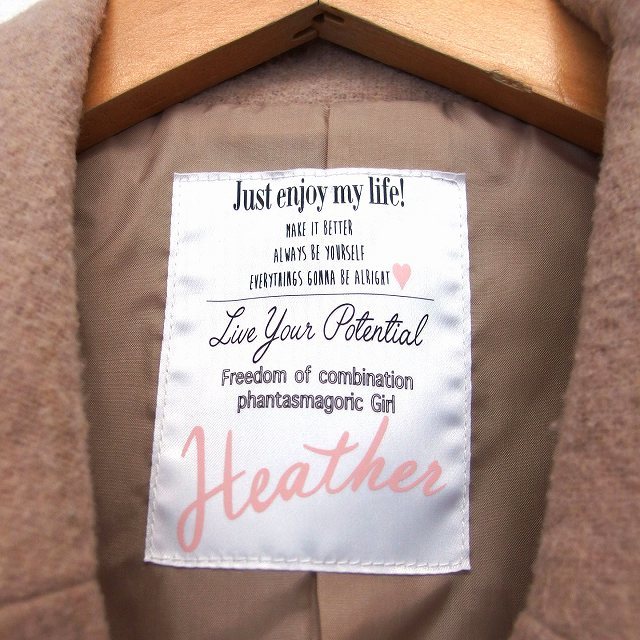 Just enjoy my life!
MAKE IT BETTER
ALWAYS BE YOURSELF
EVERYTHINGS GONNA BE ALRIGHT
Live Your Potential
Freedom of combination
phantasmagoric Girl
Heather